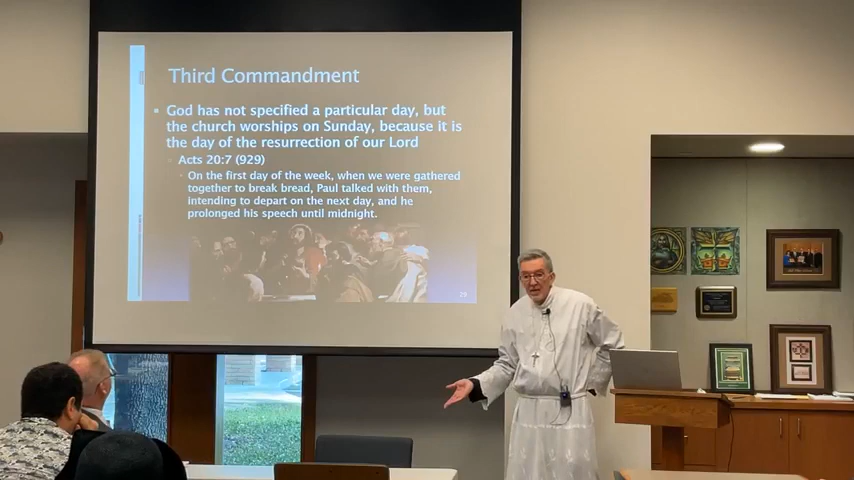 Third Commandment
God has not specified a particular day, but
the church worships on Sunday, because it is
the day of the resurrection of our Lord
Acts 20:7 (929)
On the first day of the week, when we were gathered
together to break bread, Paul talked with them,
intending to depart on the next day, and he
prolonged his speech until midnight.
29